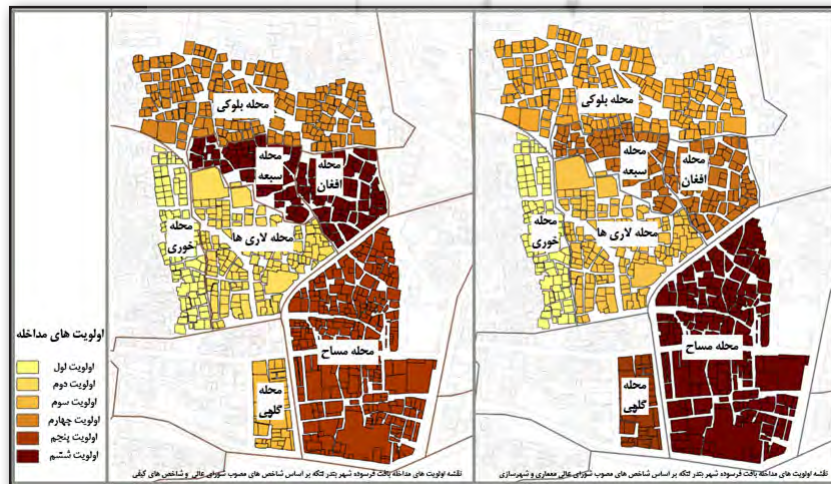 محله بلوکی
محله
سبعه
محله
افغان
محله
خوری
محله لاری ها
محله مساح
محله
گلهی
محله بلوکی
محله
سبعه
محله
افغان
محله
خوری
محله لاری ها
محله مساح
محله
گلهی
اولویت های مداخله
اولویت اول
اولویت دوم
اولویت سوم
اولویت چهارم
اولویت پنجم
اولویت ششم
نقشه اولویت های مداخله بافت فرسوده شهر بندر لنگه بر اساس شاخص های مصوب شورای عالی و شاخص های کیفی
نقشه اولویت های مداخله بافت فرسوده شهر بندر لنگه بر اساس شاخص های مصوب شورای عالی معماری و شهرسازی